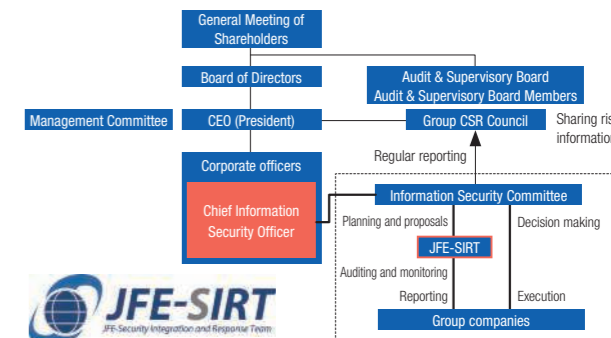 General Meeting of
Shareholders
Board of Directors
Audit & Supervisory Board
Audit & Supervisory Board Members
Management Committee
CEO (President)
Group CSR Council
Sharing
information
Regular reporting
Corporate officers
Chief Information
Security Officer
Information Security Committee
Planning and proposals
Decision making
JFE-SIRT
Auditing and monitoring
Reporting
Execution
Group companies
JFE-SIRT
JFE-Security Integration and Response Team